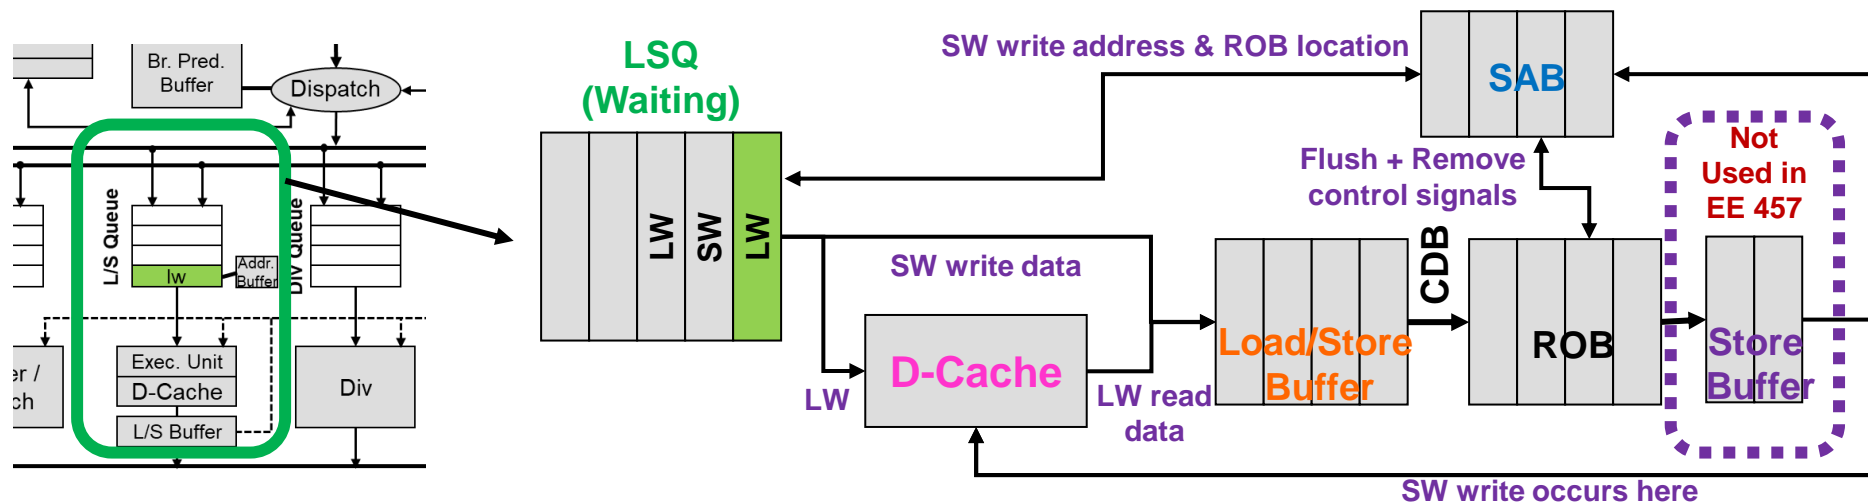 Br. Pred.
Buffer
Dispatch
L/S Queue
lw
Addr.
Buffer
Div Queue
er /
ch
Exec. Unit
D-Cache
L/S Buffer
Div
LSQ
(Waiting)
LW
SW
LW
SW write address & ROB location
SAB
Flush + Remove
control signals
Not
Used in
EE 457
SW write data
LW
D-Cache
LW read
data
Load/Store
Buffer
CDB
ROB
Store
Buffer
SW write occurs here